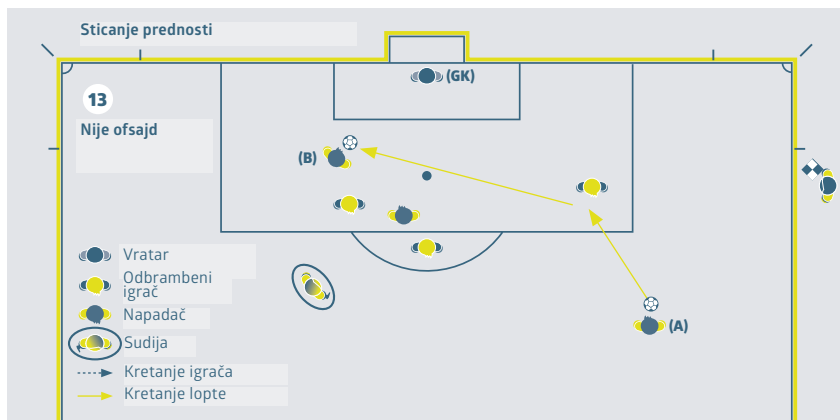 Sticanje prednosti
(GK)
13
Nije ofsajd
(B)
Vratar
Odbrambeni
igrač
Napadač
(A)
Sudija
Kretanje igrača
Kretanje lopte